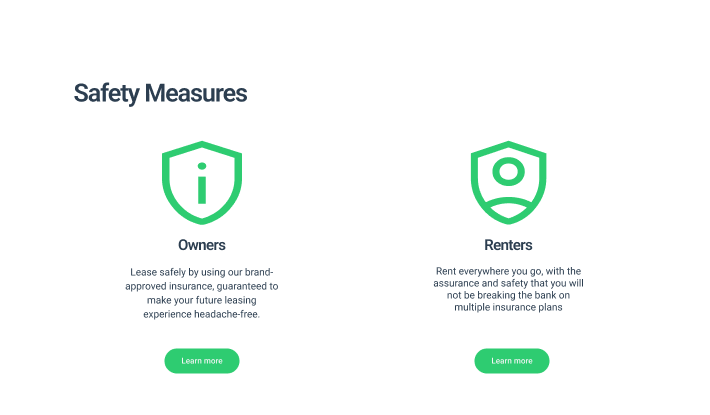 Safety Measures
Owners
Lease safely by using our brand-
approved insurance, guaranteed to
make your future leasing
experience headache-free.
Learn more
Renters
Rent everywhere you go, with the
assurance and safety that you will
not be breaking the bank on
multiple insurance plans
Learn more